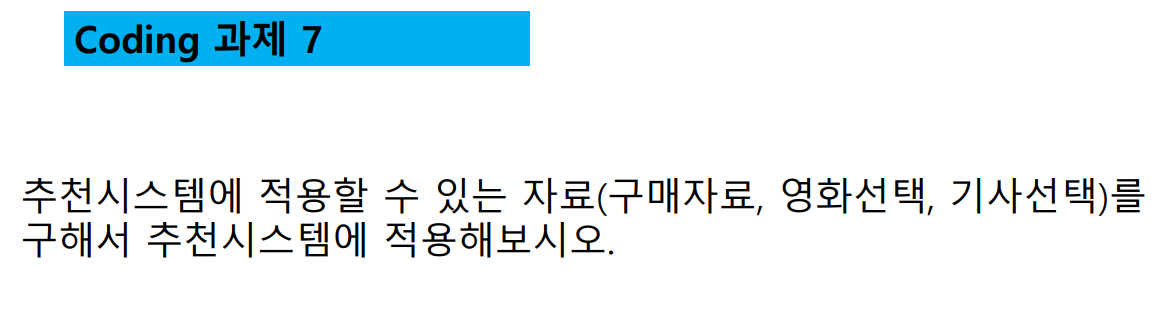 Coding 과제 7
추천시스템에 적용할 수 있는 자료(구매자료, 영화선택, 기사선택)를
구해서 추천시스템에 적용해보시오.